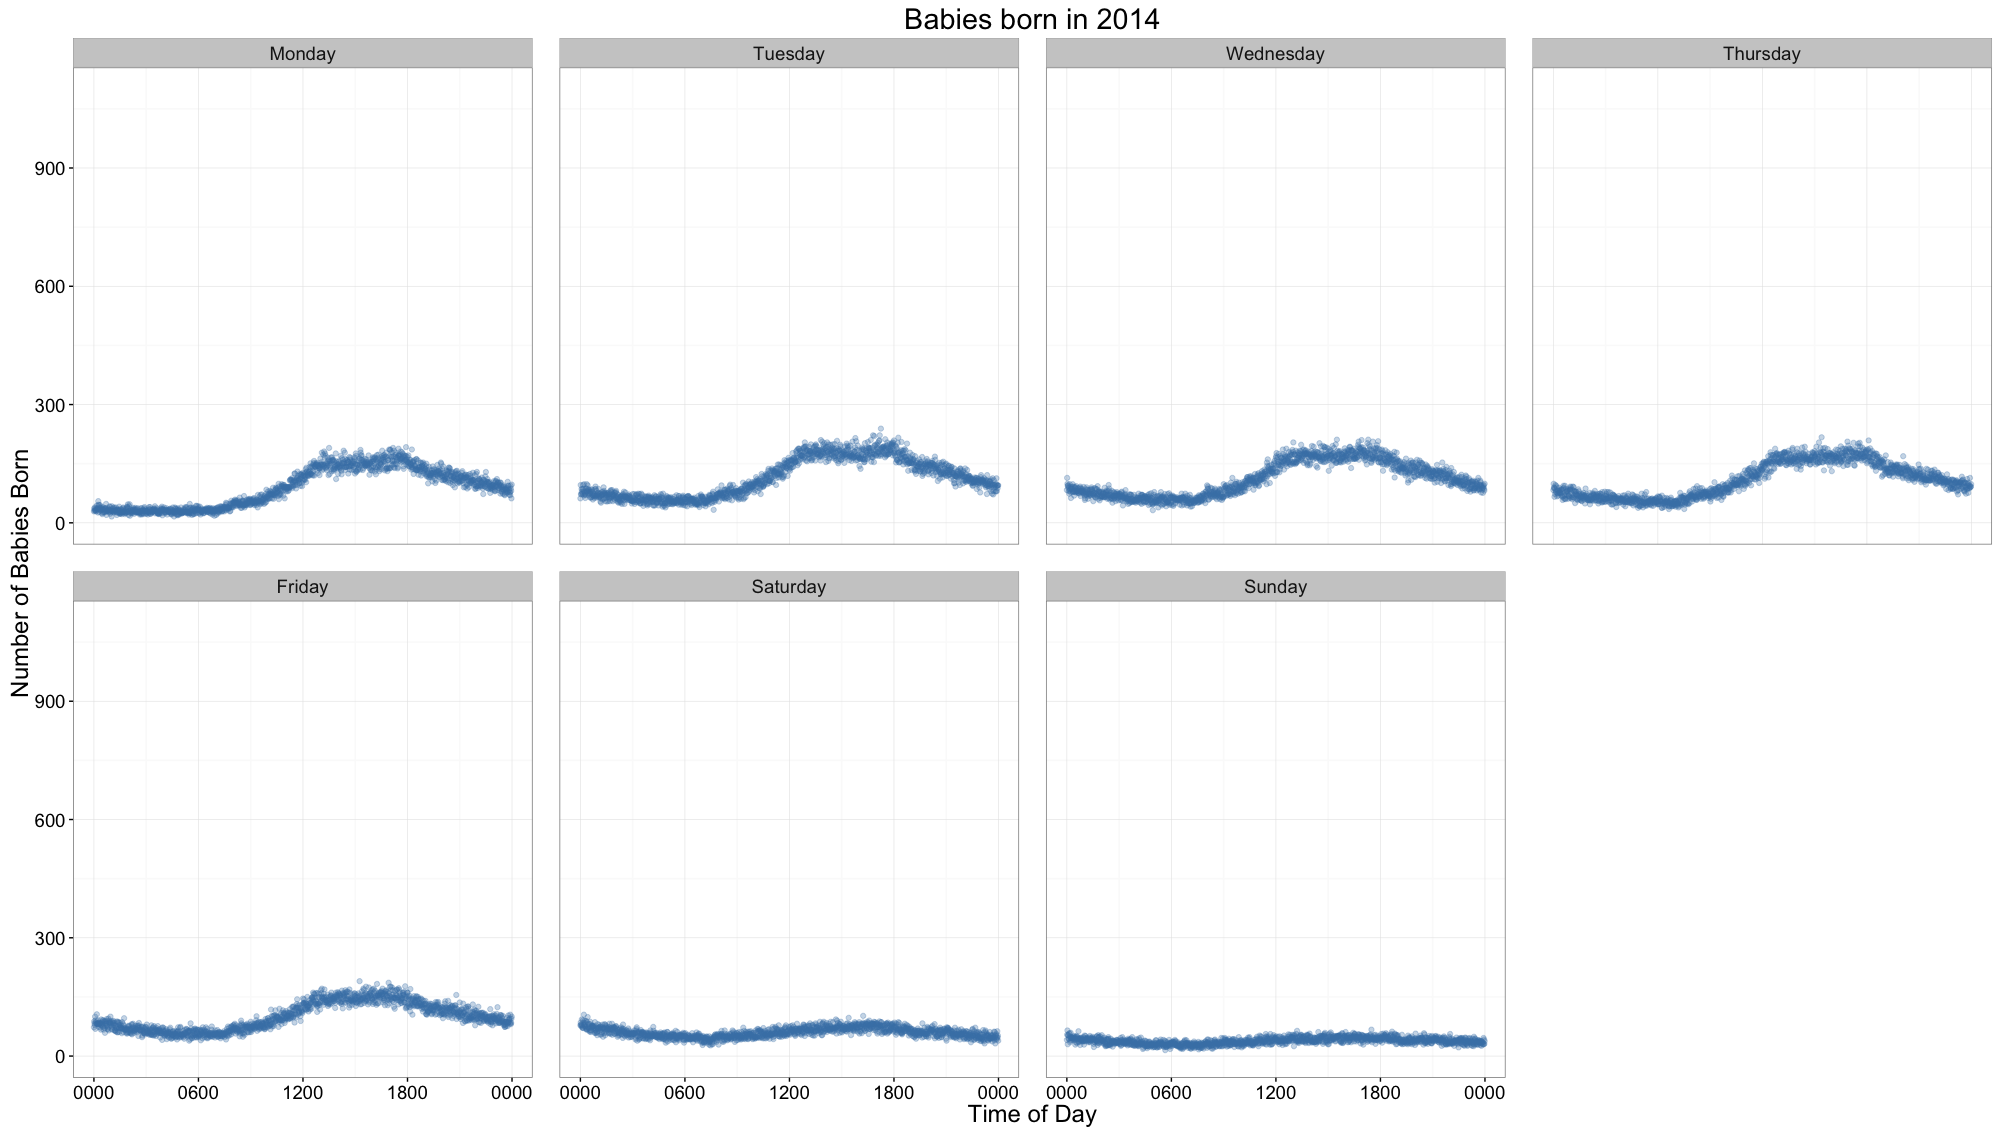 Babies born in 2014
Monday
Tuesday
Wednesday
Thursday
900
600
300
0
Number of Babies Born
Friday
Saturday
Sunday
900
600
300
0
0000 0600 1200 1800 0000
0000 0600 1200 1800 0000
0000 0600 1200 1800 0000
Time of Day